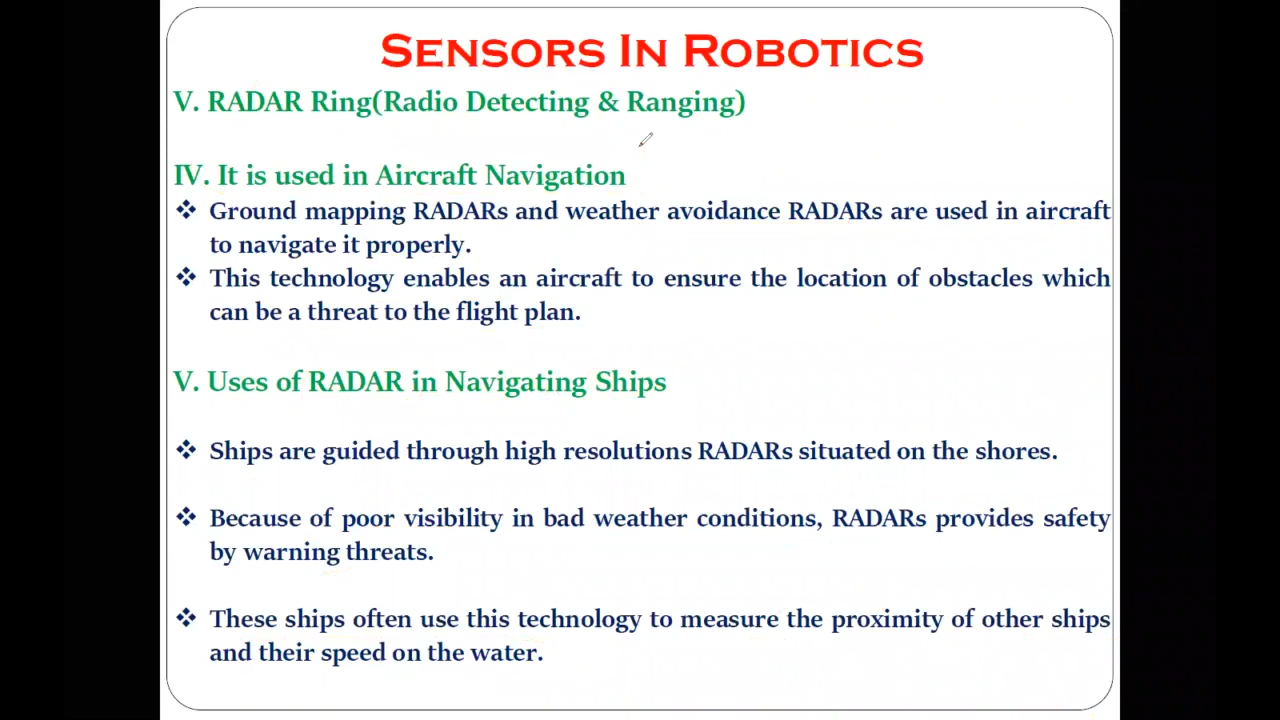 SENSORS IN ROBOTICS
V. RADAR Ring(Radio Detecting & Ranging)
IV. It is used in Aircraft Navigation
❖ Ground mapping RADARs and weather avoidance RADARs are used in aircraft
to navigate it properly.
❖ This technology enables an aircraft to ensure the location of obstacles which
can be a threat to the flight plan.
V. Uses of RADAR in Navigating Ships
❖ Ships are guided through high resolutions RADARs situated on the shores.
❖ Because of poor visibility in bad weather conditions, RADARs provides safety
by warning threats.
❖ These ships often use this technology to measure the proximity of other ships
and their speed on the water.